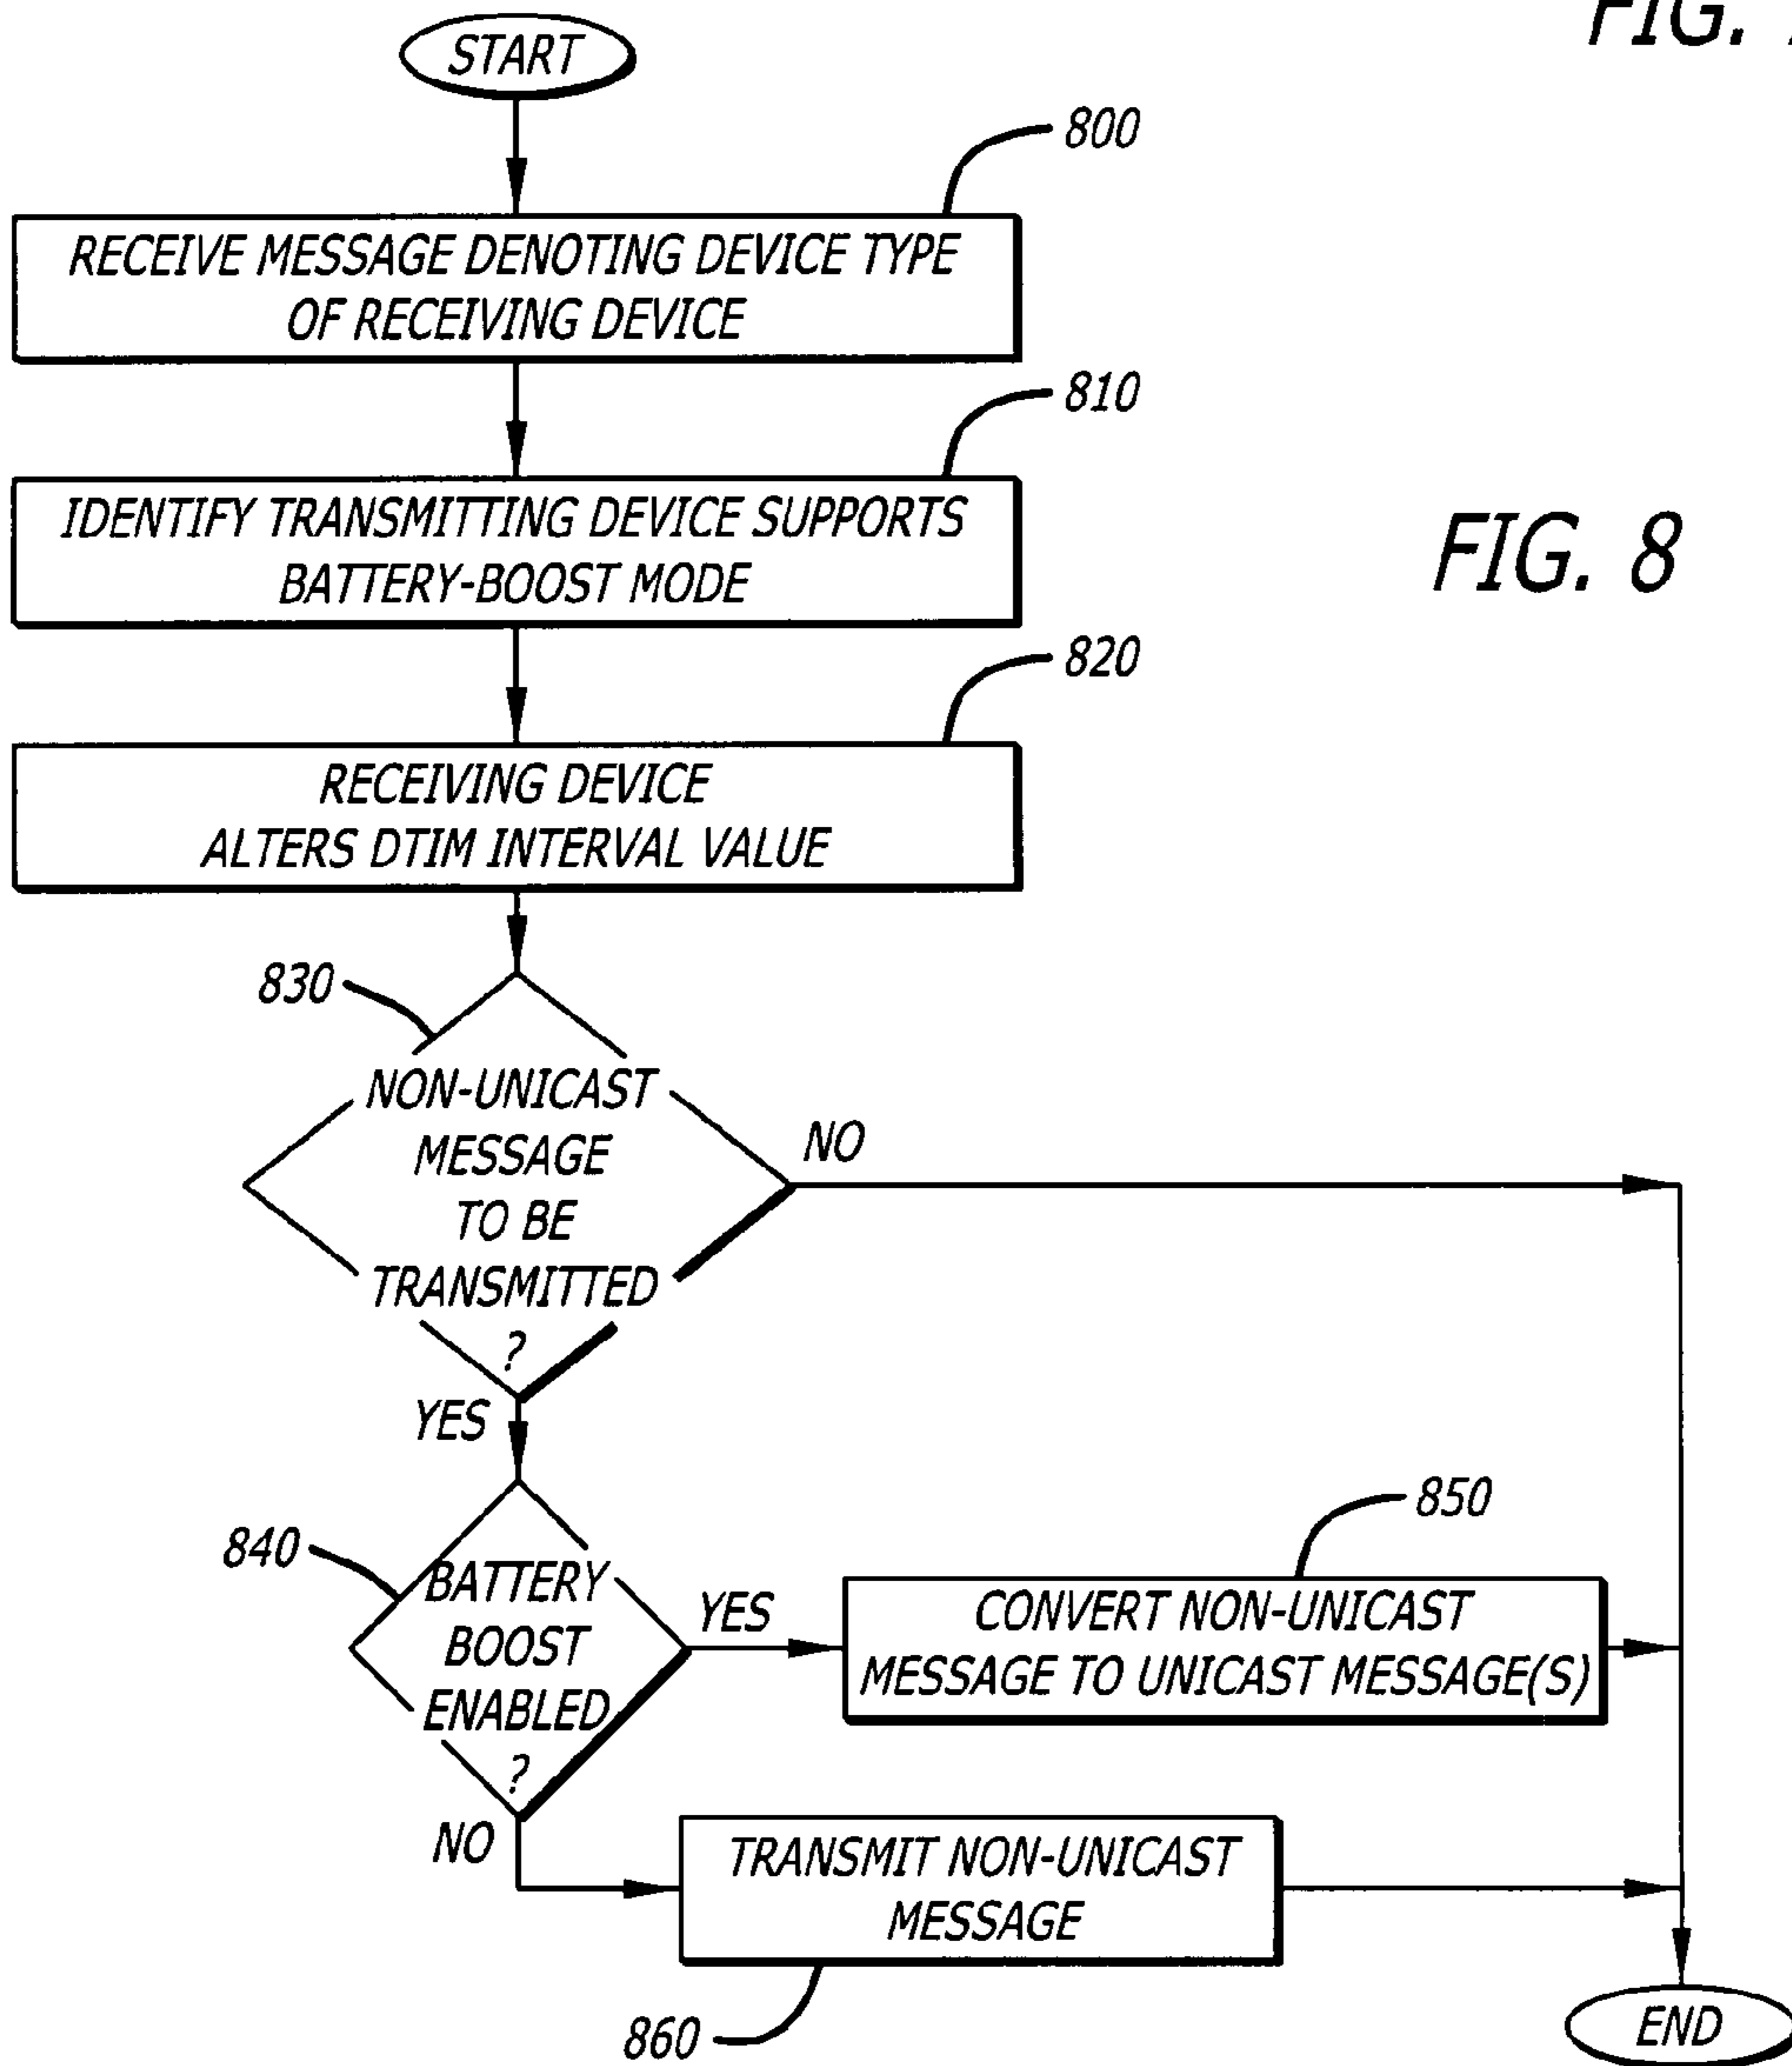 FIG.
START
800
RECEIVE MESSAGE DENOTING DEVICE TYPE
OF RECEIVING DEVICE
810
IDENTIFY TRANSMITTING DEVICE SUPPORTS
BATTERY-BOOST MODE
FIG. 8
820
RECEIVING DEVICE
ALTERS DTIM INTERVAL VALUE
830
NON-UNICAST
MESSAGE
TO BE
TRANSMITTED
?
NO
YES
840
BATTERY
BOOST
ENABLED
?
YES
850
CONVERT NON-UNICAST
MESSAGE TO UNICAST MESSAGE(S)
NO
TRANSMIT NON-UNICAST
MESSAGE
860
END